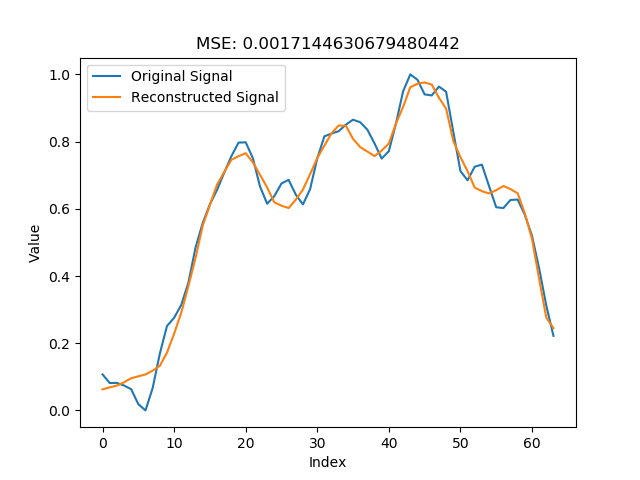 MSE: 0.0017144630679480442
Original Signal
Reconstructed Signal
1.0
0.8
0.6
0.4
0.2
0.0
Value
0 10 20 30 40 50 60
Index